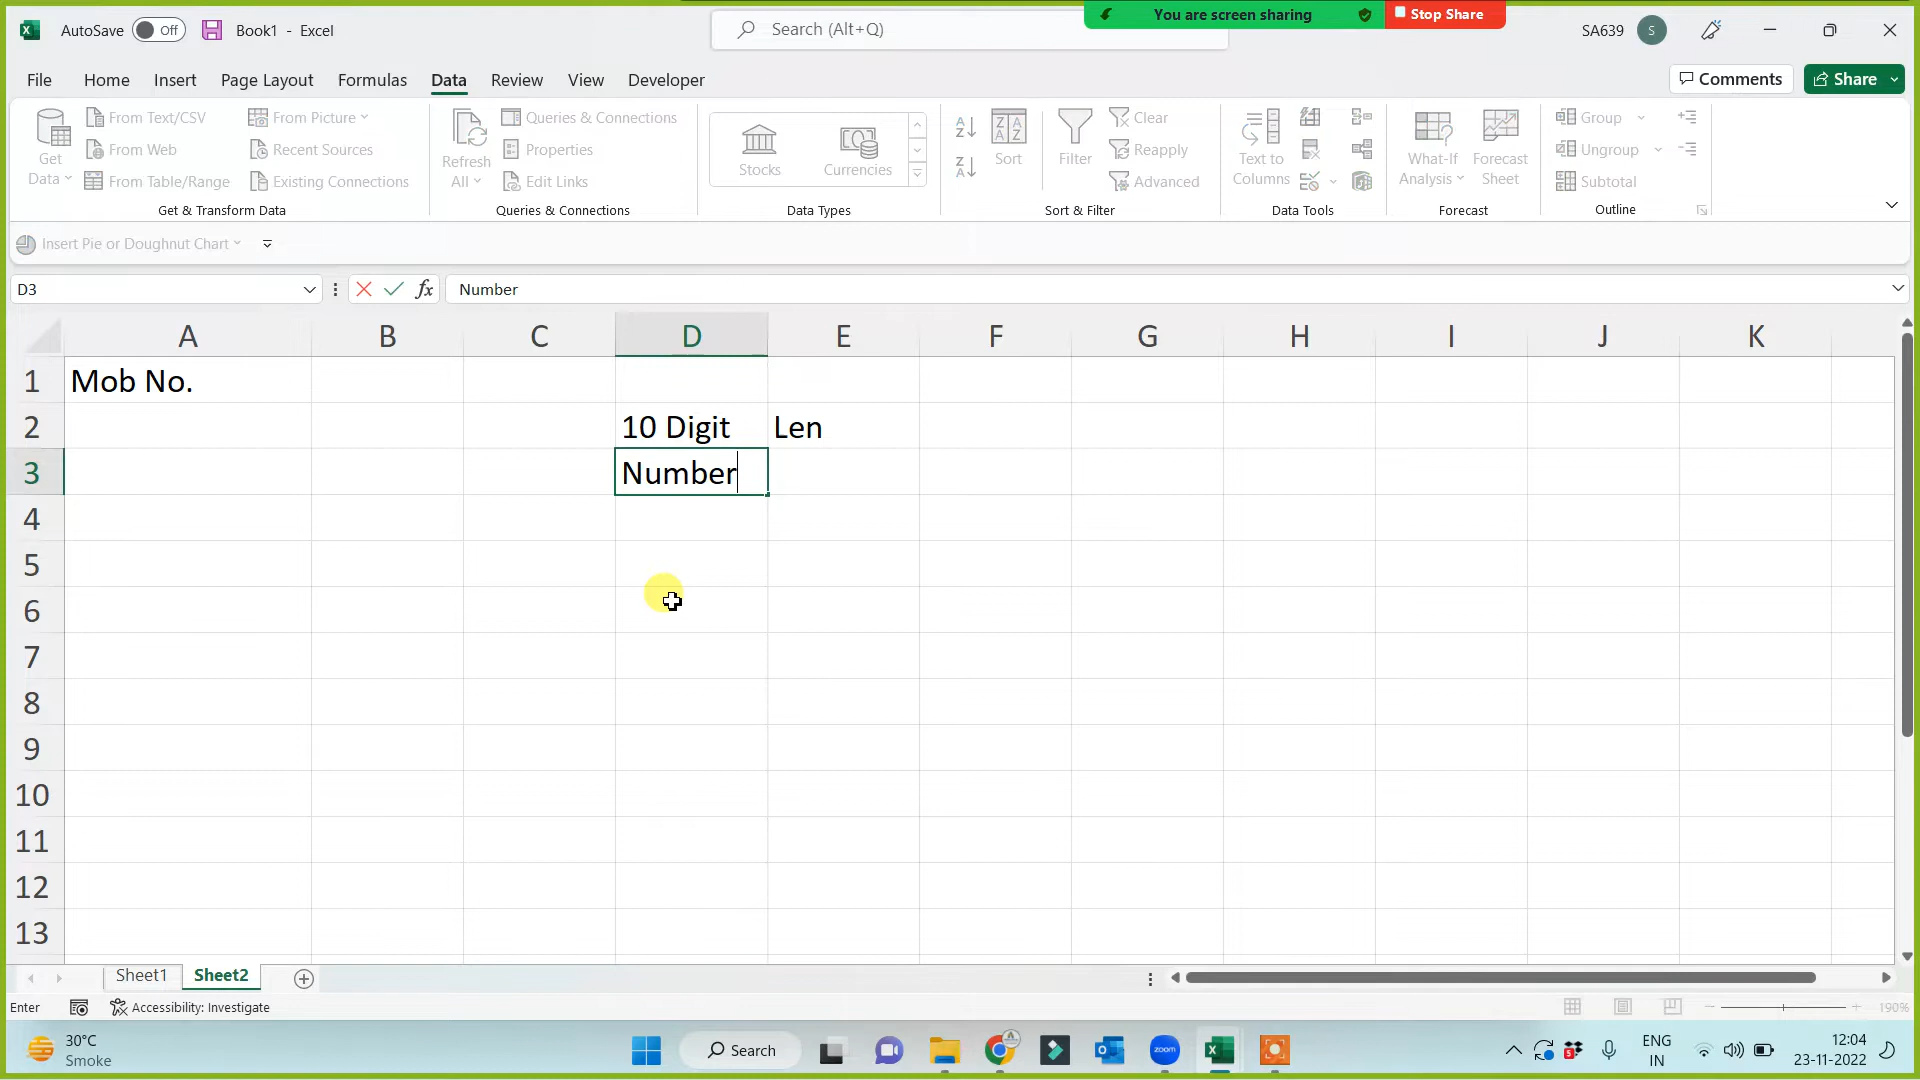 You are screen sharing
Stop Share
AutoSave Off Book1 - Excel
Search (Alt+Q)
SA639 S
File Home Insert Page Layout Formulas Data Review View Developer
Comments Share
Get Data
From Text/CSV
From Web
From Table/Range
From Picture
Recent Sources
Existing Connections
Get & Transform Data
Refresh All
Queries & Connections
Properties
Edit Links
Queries & Connections
Stocks Currencies
Data Types
Sort
Filter
Clear
Reapply
Advanced
Sort & Filter
Text to Columns
Data Tools
What-If Analysis
Forecast Sheet
Forecast
Group
Ungroup
Subtotal
Outline
Insert Pie or Doughnut Chart
D3 fx Number
A B C D E F G H I J K
1 Mob No.
2 10 Digit Len
3 Number
4
5
6
7
8
9
10
11
12
13
Sheet1 Sheet2
Enter Accessibility: Investigate 190%
30°C
Smoke
Search
zoom
ENG
IN
12:04
23-11-2022